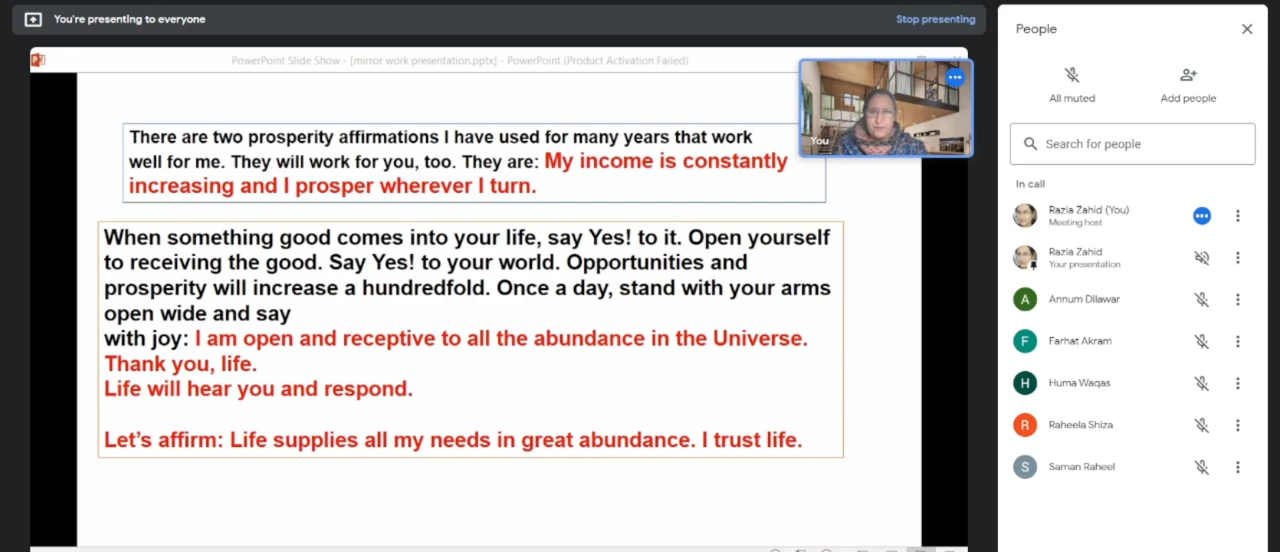 You're presenting to everyone
Stop presenting
PowerPoint Slide Show - [mirror work presentation.pptx] - PowerPoint (Product Activation Failed)
There are two prosperity affirmations I have used for many years that work
well for me. They will work for you, too. They are: My income is constantly
increasing and I prosper wherever I turn.
When something good comes into your life, say Yes! to it. Open yourself
to receiving the good. Say Yes! to your world. Opportunities and
prosperity will increase a hundredfold. Once a day, stand with your arms
open wide and say
with joy: I am open and receptive to all the abundance in the Universe.
Thank you, life.
Life will hear you and respond.
Let's affirm: Life supplies all my needs in great abundance. I trust life.
You
People
All muted
Add people
Search for people
In call
Razia Zahid (You)
Meeting host
Razia Zahid
Your presentation
A
Annum Dilawar
F
Farhat Akram
H
Huma Waqas
R
Raheela Shiza
S
Saman Raheel